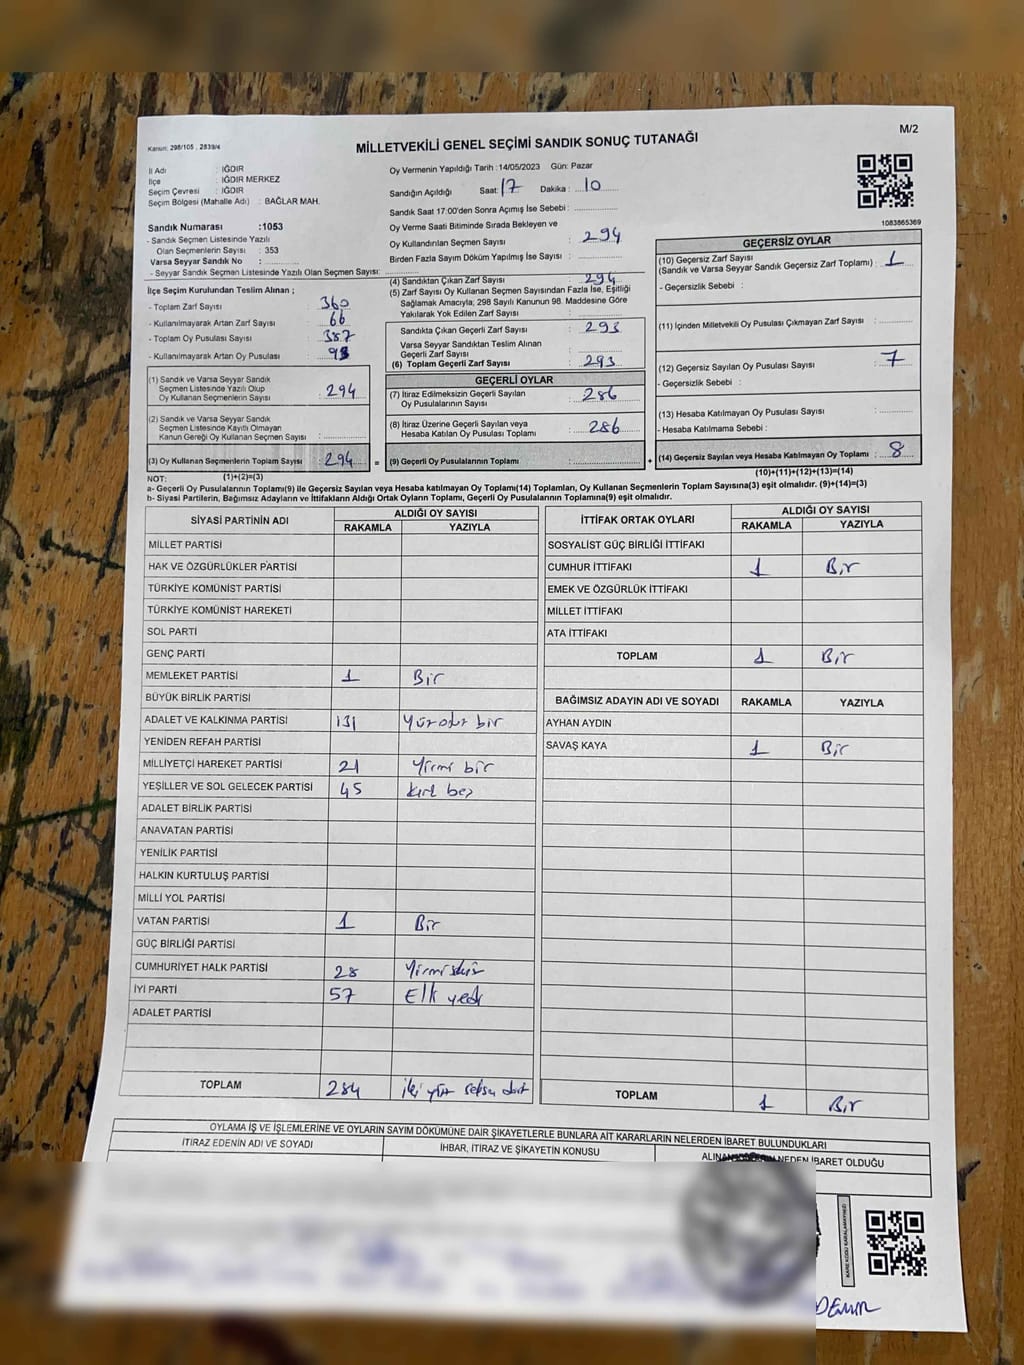 M/2
Kanun: 298/105 , 2839/4
MİLLETVEKİLİ GENEL SEÇİMİ SANDIK SONUÇ TUTANAĞI
İl Adı : IĞDIR
İlçe : IĞDIR MERKEZ
Seçim Çevresi : IĞDIR
Seçim Bölgesi (Mahalle Adı) : BAĞLAR MAH.
Sandık Numarası :1053
- Sandık Seçmen Listesinde Yazılı
Olan Seçmenlerin Sayısı : 353
Varsa Seyyar Sandık No :
- Seyyar Sandık Seçmen Listesinde Yazılı Olan Seçmen Sayısı:
İlçe Seçim Kurulundan Teslim Alınan ;
- Toplam Zarf Sayısı : 360
- Kullanılmayarak Artan Zarf Sayısı : 66
- Toplam Oy Pusulası Sayısı : 387
- Kullanılmayarak Artan Oy Pusulası : 93
(1) Sandık ve Varsa Seyyar Sandık
Seçmen Listesinde Yazılı Olup
Oy Kullanan Seçmenlerin Sayısı : 294
(2) Sandık ve Varsa Seyyar Sandık
Seçmen Listesinde Kayıtlı Olmayan
Kanun Gereği Oy Kullanan Seçmen Sayısı :
(3) Oy Kullanan Seçmenlerin Toplam Sayısı : 294 =
Oy Vermenin Yapıldığı Tarih :14/05/2023 Gün: Pazar
Sandığın Açıldığı Saat: 17 Dakika : 10
Sandık Saat 17:00'den Sonra Açımış İse Sebebi :
Oy Verme Saati Bitiminde Sırada Bekleyen ve
Oy Kullandırılan Seçmen Sayısı : 294
Birden Fazla Sayım Döküm Yapılmış İse Sayısı :
(4) Sandıktan Çıkan Zarf Sayısı : 294
(5) Zarf Sayısı Oy Kullanan Seçmen Sayısından Fazla İse, Eşitliği
Sağlamak Amacıyla; 298 Sayılı Kanunun 98. Maddesine Göre
Yakılarak Yok Edilen Zarf Sayısı :
Sandıkta Çıkan Geçerli Zarf Sayısı : 293
Varsa Seyyar Sandıktan Teslim Alınan
Geçerli Zarf Sayısı :
(6) Toplam Geçerli Zarf Sayısı : 293
GEÇERLİ OYLAR
(7) İtiraz Edilmeksizin Geçerli Sayılan
Oy Pusulalarının Sayısı : 286
(8) İtiraz Üzerine Geçerli Sayılan veya
Hesaba Katılan Oy Pusulası Toplamı : 286
(9) Geçerli Oy Pusulalarının Toplamı : +
1083865369
GEÇERSİZ OYLAR
(10) Geçersiz Zarf Sayısı
(Sandık ve Varsa Seyyar Sandık Geçersiz Zarf Toplamı) : 1
- Geçersizlik Sebebi :
(11) İçinden Milletvekili Oy Pusulası Çıkmayan Zarf Sayısı :
(12) Geçersiz Sayılan Oy Pusulası Sayısı : 7
- Geçersizlik Sebebi :
(13) Hesaba Katılmayan Oy Pusulası Sayısı :
- Hesaba Katılmama Sebebi :
(14) Geçersiz Sayılan veya Hesaba Katılmayan Oy Toplamı : 8
NOT: (1)+(2)=(3) (10)+(11)+(12)+(13)=(14)
a- Geçerli Oy Pusulalarının Toplamı(9) ile Geçersiz Sayılan veya Hesaba katılmayan Oy Toplamı(14) Toplamları, Oy Kullanan Seçmenlerin Toplam Sayısına(3) eşit olmalıdır. (9)+(14)=(3)
b- Siyasi Partilerin, Bağımsız Adayların ve İttifakların Aldığı Ortak Oyların Toplamı, Geçerli Oy Pusulalarının Toplamına(9) eşit olmalıdır.
SİYASİ PARTİNİN ADI ALDIĞI OY SAYISI
RAKAMLA YAZIYLA
MİLLET PARTİSİ
HAK VE ÖZGÜRLÜKLER PARTİSİ
TÜRKİYE KOMÜNİST PARTİSİ
TÜRKİYE KOMÜNİST HAREKETİ
SOL PARTİ
GENÇ PARTİ
MEMLEKET PARTİSİ 1 Bir
BÜYÜK BİRLİK PARTİSİ
ADALET VE KALKINMA PARTİSİ 131 bir
YENİDEN REFAH PARTİSİ
MİLLİYETÇİ HAREKET PARTİSİ 21 Yirmi bir
YEŞİLLER VE SOL GELECEK PARTİSİ 45 Kırk beş
ADALET BİRLİK PARTİSİ
ANAVATAN PARTİSİ
YENİLİK PARTİSİ
HALKIN KURTULUŞ PARTİSİ
MİLLİ YOL PARTİSİ
VATAN PARTİSİ 1 Bir
GÜÇ BİRLİĞİ PARTİSİ
CUMHURİYET HALK PARTİSİ 28
İYİ PARTİ 57 Elli yedi
ADALET PARTİSİ
TOPLAM 284 iki yüz seksen dört
İTTİFAK ORTAK OYLARI ALDIĞI OY SAYISI
RAKAMLA YAZIYLA
SOSYALİST GÜÇ BİRLİĞİ İTTİFAKI
CUMHUR İTTİFAKI 1 Bir
EMEK VE ÖZGÜRLÜK İTTİFAKI
MİLLET İTTİFAKI
ATA İTTİFAKI
TOPLAM 1 Bir
BAĞIMSIZ ADAYIN ADI VE SOYADI RAKAMLA YAZIYLA
AYHAN AYDIN
SAVAŞ KAYA 1 Bir
TOPLAM 1 Bir
OYLAMA İŞ VE İŞLEMLERİNE VE OYLARIN SAYIM DÖKÜMÜNE DAİR ŞİKAYETLERLE BUNLARA AİT KARARLARIN NELERDEN İBARET BULUNDUKLARI
İTİRAZ EDENİN ADI VE SOYADI İHBAR, İTİRAZ VE ŞİKAYETİN KONUSU NEDEN İBARET OLDUĞU
KARE KODU KARALAMAYINIZ!
DEMİR